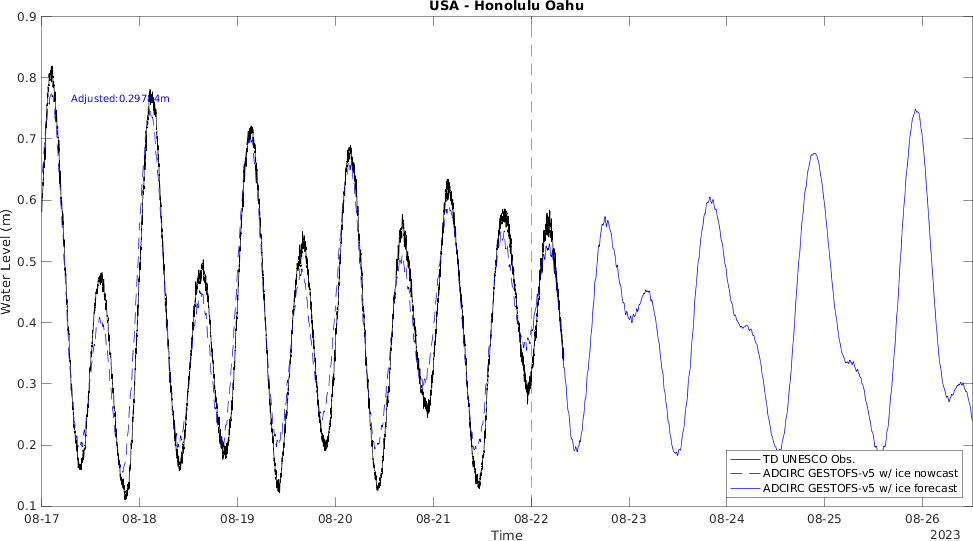 USA - Honolulu Oahu
0.9
0.8
0.7
0.6
0.5
0.4
0.3
0.2
0.1
Water Level (m)
08-17 08-18 08-19 08-20 08-21 08-22 08-23 08-24 08-25 08-26
Time
2023
TD UNESCO Obs.
ADCIRC GESTOFS-v5 w/ ice nowcast
ADCIRC GESTOFS-v5 w/ ice forecast